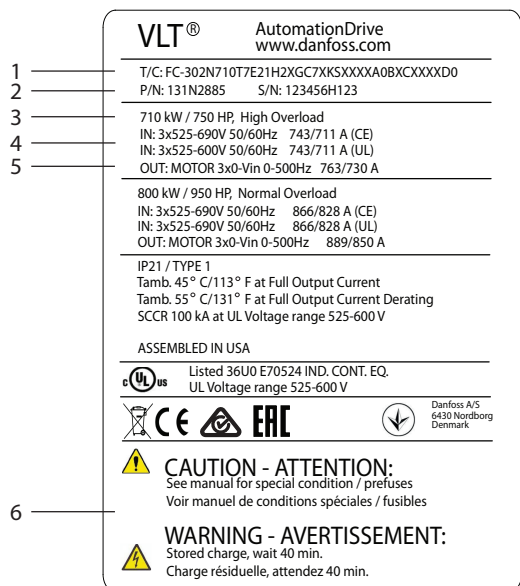 VLT® AutomationDrive
www.danfoss.com
1
T/C: FC-302N710T7E21H2XGC7XKSXXXXA0BXCXXXXD0
2
P/N: 131N2885 S/N: 123456H123
3
710 kW / 750 HP, High Overload
4
IN: 3x525-690V 50/60Hz 743/711 A (CE)
IN: 3x525-600V 50/60Hz 743/711 A (UL)
5
OUT: MOTOR 3x0-Vin 0-500Hz 763/730 A
800 kW / 950 HP, Normal Overload
IN: 3x525-690V 50/60Hz 866/828 A (CE)
IN: 3x525-690V 50/60Hz 866/828 A (UL)
OUT: MOTOR 3x0-Vin 0-500Hz 889/850 A
IP21 / TYPE 1
Tamb. 45° C/113° F at Full Output Current
Tamb. 55° C/131° F at Full Output Current Derating
SCCR 100 kA at UL Voltage range 525-600 V
ASSEMBLED IN USA
c UL us Listed 36U0 E70524 IND. CONT. EQ.
UL Voltage range 525-600 V
CE EAC
Danfoss A/S
6430 Nordborg
Denmark
CAUTION - ATTENTION:
See manual for special condition / prefuses
Voir manuel de conditions spéciales / fusibles
6
WARNING - AVERTISSEMENT:
Stored charge, wait 40 min.
Charge résiduelle, attendez 40 min.